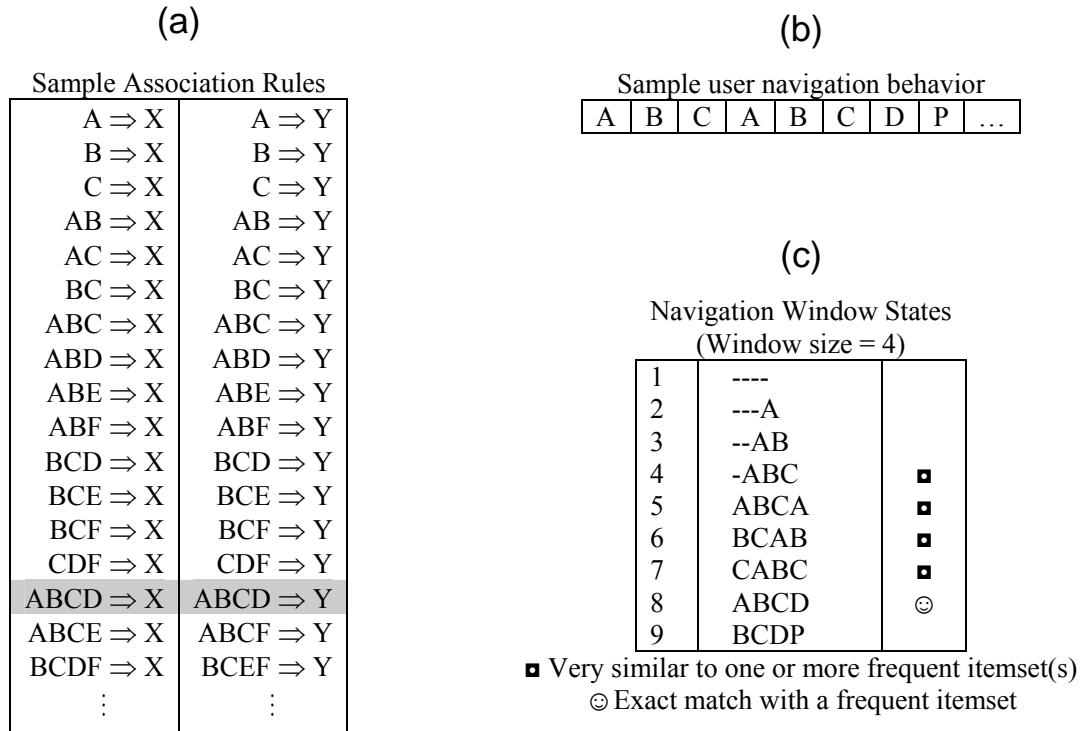 (a)
Sample Association Rules
A ⇒ X A ⇒ Y
B ⇒ X B ⇒ Y
C ⇒ X C ⇒ Y
AB ⇒ X AB ⇒ Y
AC ⇒ X AC ⇒ Y
BC ⇒ X BC ⇒ Y
ABC ⇒ X ABC ⇒ Y
ABD ⇒ X ABD ⇒ Y
ABE ⇒ X ABE ⇒ Y
ABF ⇒ X ABF ⇒ Y
BCD ⇒ X BCD ⇒ Y
BCE ⇒ X BCE ⇒ Y
BCF ⇒ X BCF ⇒ Y
CDF ⇒ X CDF ⇒ Y
ABCD ⇒ X ABCD ⇒ Y
ABCE ⇒ X ABCF ⇒ Y
BCDF ⇒ X BCEF ⇒ Y
⋮ ⋮
(b)
Sample user navigation behavior
A B C A B C D P …
(c)
Navigation Window States
(Window size = 4)
1 ----
2 ---A
3 --AB
4 -ABC ◘
5 ABCA ◘
6 BCAB ◘
7 CABC ◘
8 ABCD ☺
9 BCDP
◘ Very similar to one or more frequent itemset(s)
☺ Exact match with a frequent itemset